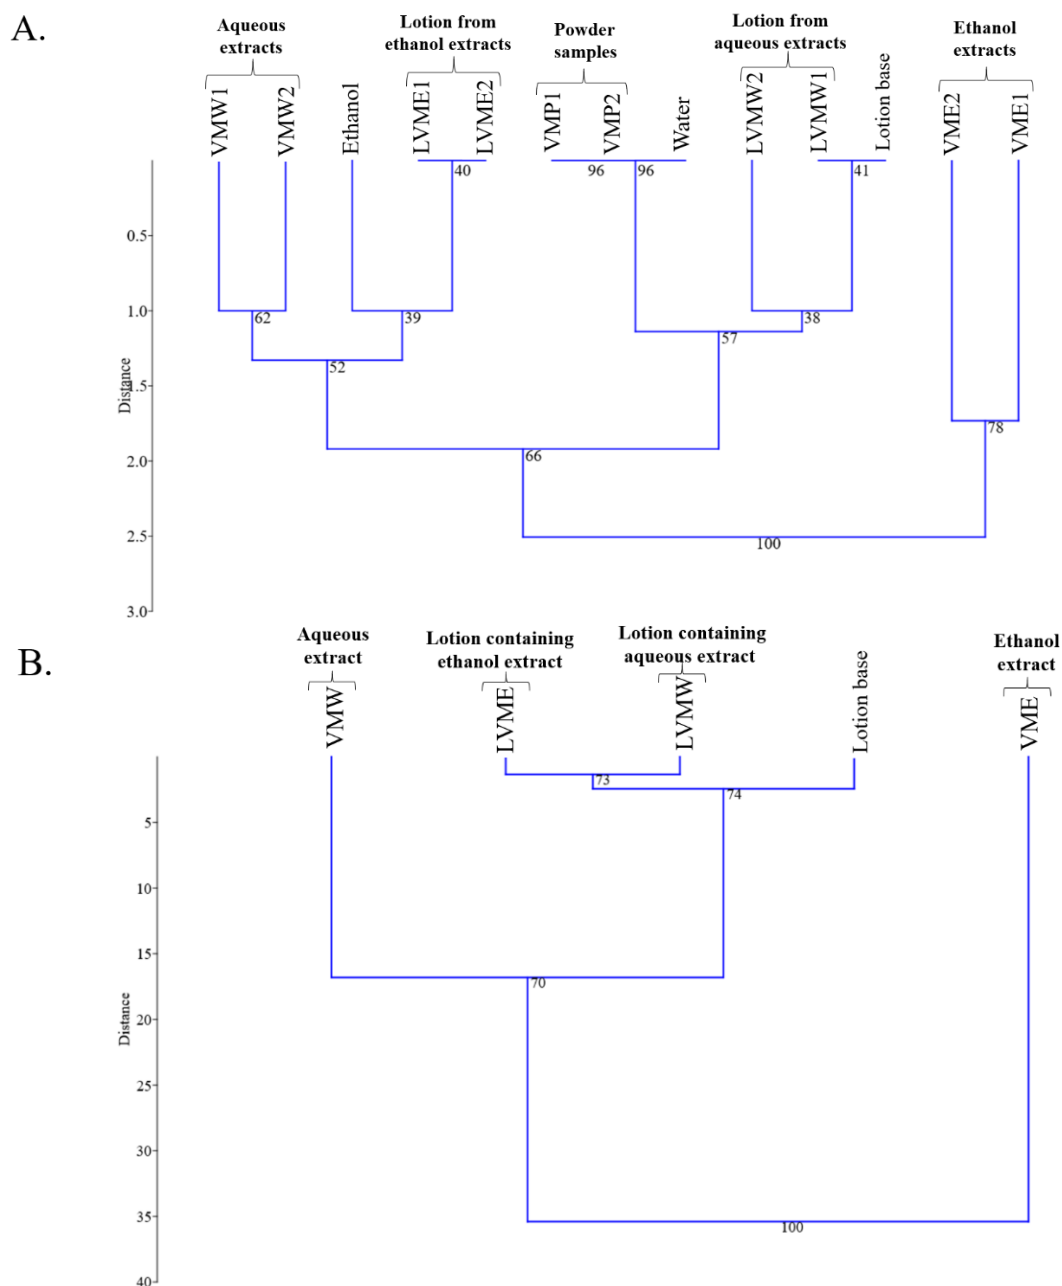 A.
Aqueous
extracts
Lotion from
ethanol extracts
Powder
samples
Lotion from
aqueous extracts
Ethanol
extracts
VMW1
VMW2
Ethanol
LVME1
LVME2
VMP1
VMP2
Water
LVMW2
LVMW1
Lotion base
VME2
VME1
40
96
96
41
0.5
1.0
62
39
38
57
52
Distance
1.5
78
2.0
66
2.5
100
3.0
B.
Aqueous
extract
Lotion containing
ethanol extract
Lotion containing
aqueous extract
Ethanol
extract
VMW
LVME
LVMW
Lotion base
VME
73
74
5
10
15
70
Distance
20
25
30
35
100
40